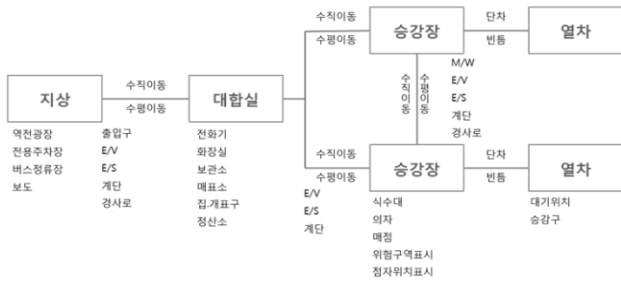 수직이동
수평이동
승강장
단차
빈틈
열차
M/W
E/V
E/S
계단
경사로
수직이동
수평이동
지상
수직이동
수평이동
대합실
역전광장
전용주차장
버스정류장
보도
출입구
E/V
E/S
계단
경사로
전화기
화장실
보관소
매표소
집.개표구
정산소
수직이동
수평이동
E/V
E/S
계단
승강장
단차
빈틈
열차
식수대
의자
매점
위험구역표시
점자위치표시
대기위치
승강구